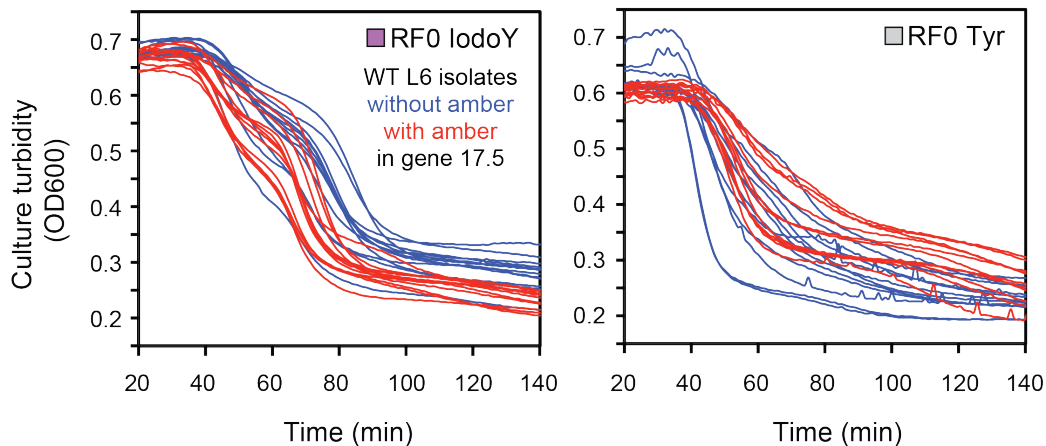 Culture turbidity
(OD600)
0.7
0.6
0.5
0.4
0.3
0.2
RF0 IodoY
WT L6 isolates
without amber
with amber
in gene 17.5
20 40 60 80 100 120 140
Time (min)
0.7
0.6
0.5
0.4
0.3
0.2
RF0 Tyr
20 40 60 80 100 120 140
Time (min)